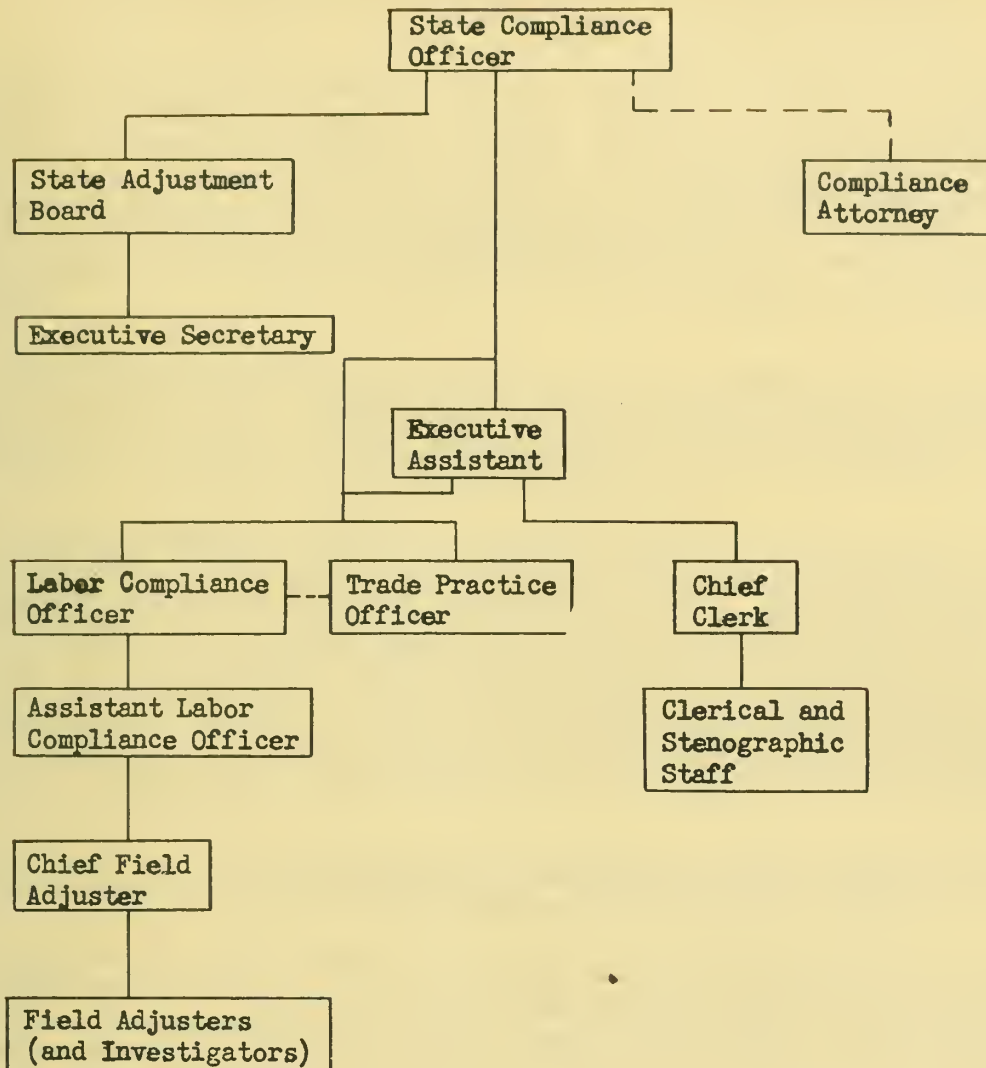 State Compliance
Officer
State Adjustment
Board
Compliance
Attorney
Executive Secretary
Executive
Assistant
Labor Compliance
Officer
Trade Practice
Officer
Chief
Clerk
Assistant Labor
Compliance Officer
Clerical and
Stenographic
Staff
Chief Field
Adjuster
Field Adjusters
(and Investigators)